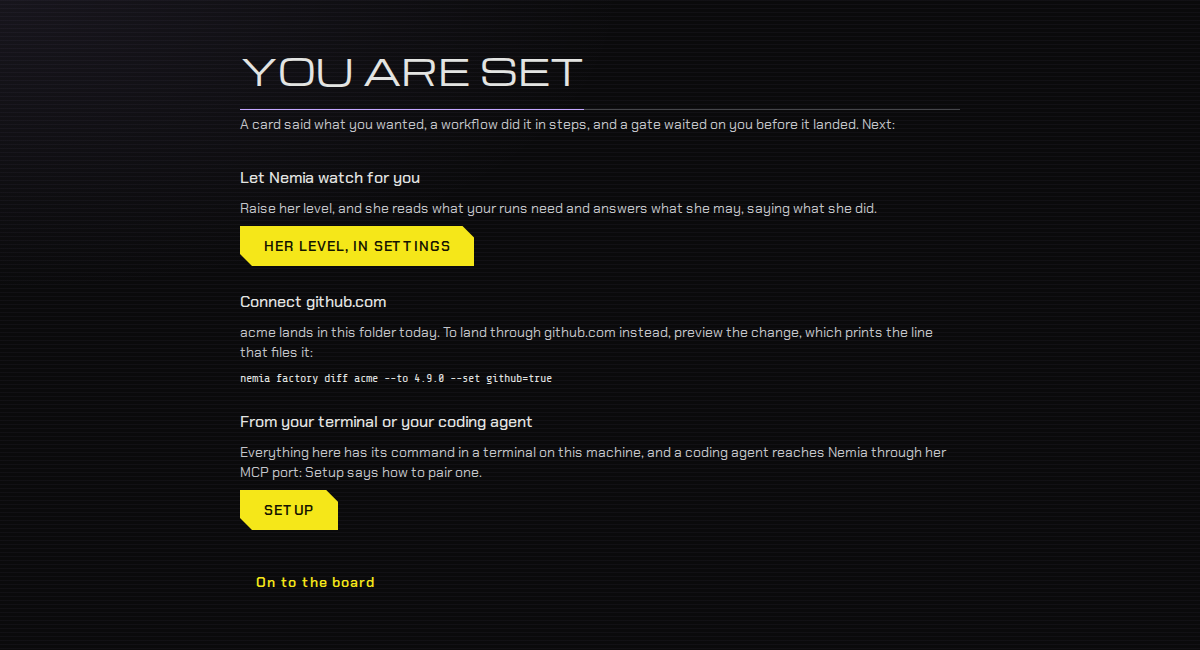 YOU ARE SET
A card said what you wanted, a workflow did it in steps, and a gate waited on you before it landed. Next:
Let Nemia watch for you
Raise her level, and she reads what your runs need and answers what she may, saying what she did.
HER LEVEL, IN SETTINGS
Connect github.com
acme lands in this folder today. To land through github.com instead, preview the change, which prints the line
that files it:
nemia factory diff acme --to 4.9.0 --set github=true
From your terminal or your coding agent
Everything here has its command in a terminal on this machine, and a coding agent reaches Nemia through her
MCP port: Setup says how to pair one.
SETUP
On to the board